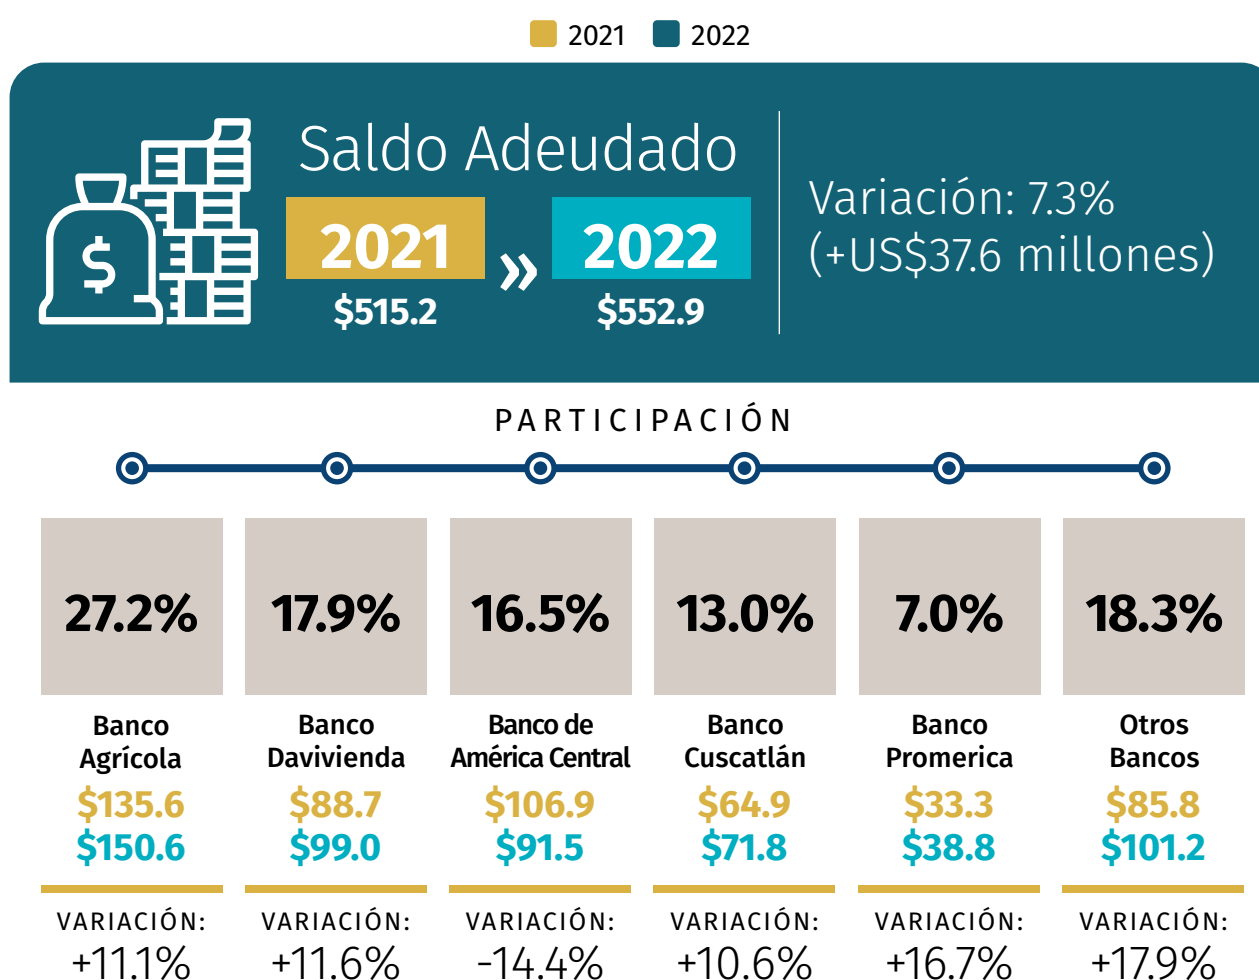 2021 2022
Saldo Adeudado
2021 » 2022
$515.2 $552.9
Variación: 7.3%
(+US$37.6 millones)
$
PARTICIPACIÓN
27.2% 17.9% 16.5% 13.0% 7.0% 18.3%
Banco Banco Banco de Banco Banco Otros
Agrícola Davivienda América Central Cuscatlán Promerica Bancos
$135.6 $88.7 $106.9 $64.9 $33.3 $85.8
$150.6 $99.0 $91.5 $71.8 $38.8 $101.2
VARIACIÓN: VARIACIÓN: VARIACIÓN: VARIACIÓN: VARIACIÓN: VARIACIÓN:
+11.1% +11.6% -14.4% +10.6% +16.7% +17.9%